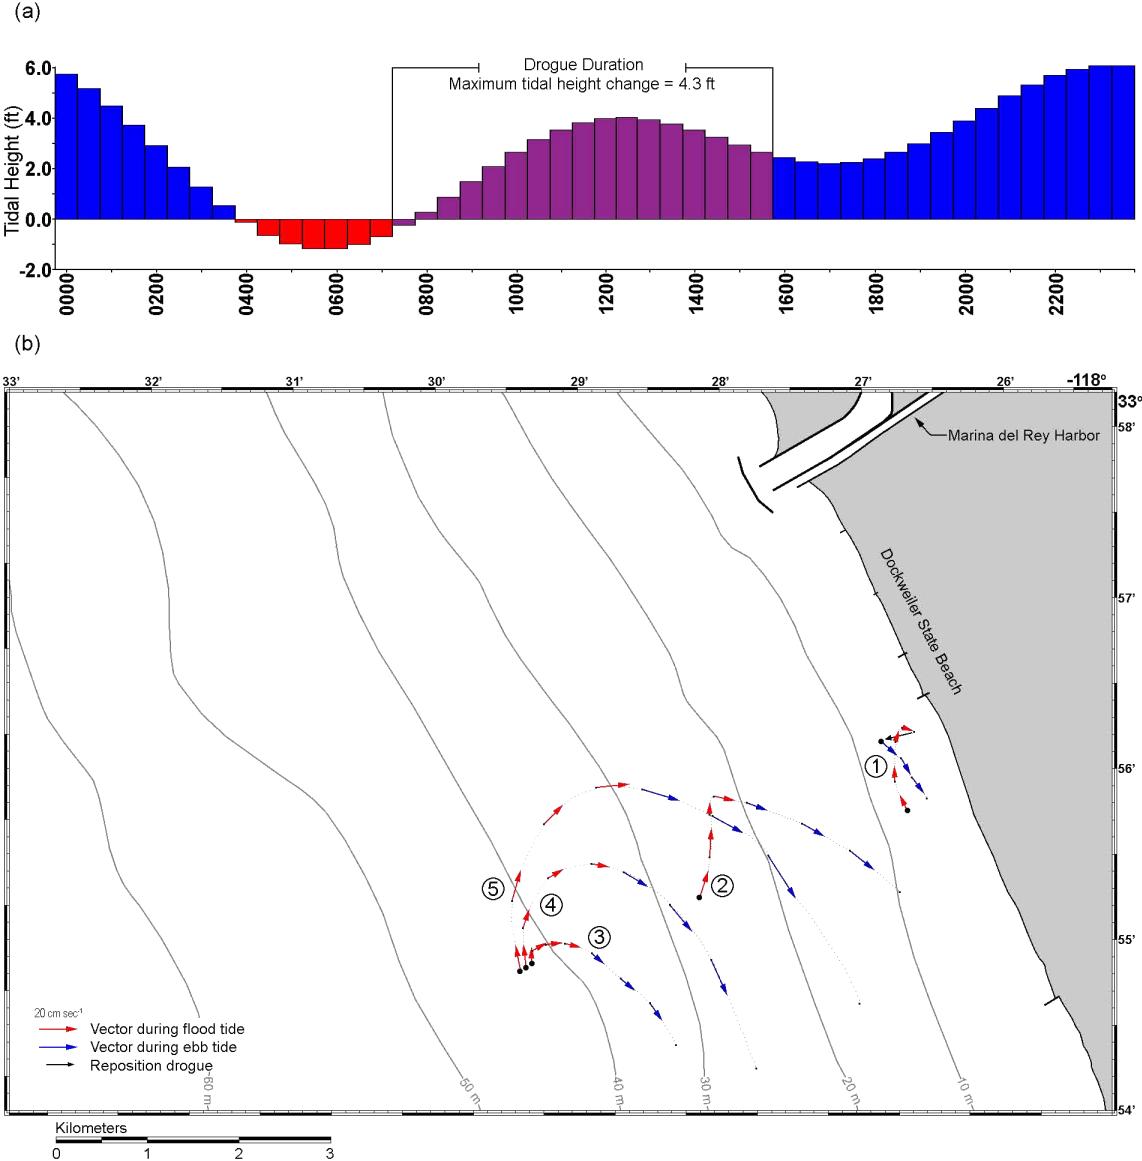 (a)
Drogue Duration
Maximum tidal height change = 4.3 ft
Tidal Height (ft)
6.0
4.0
2.0
0.0
-2.0
0000
0200
0400
0600
0800
1000
1200
1400
1600
1800
2000
2200
(b)
33' 32' 31' 30' 29' 28' 27' 26' -118°
33°
58'
57'
56'
55'
54'
Marina del Rey Harbor
Dockweiler State Beach
1
2
3
4
5
20 cm sec-1
Vector during flood tide
Vector during ebb tide
Reposition drogue
60 m
50 m
40 m
30 m
20 m
10 m
Kilometers
0 1 2 3